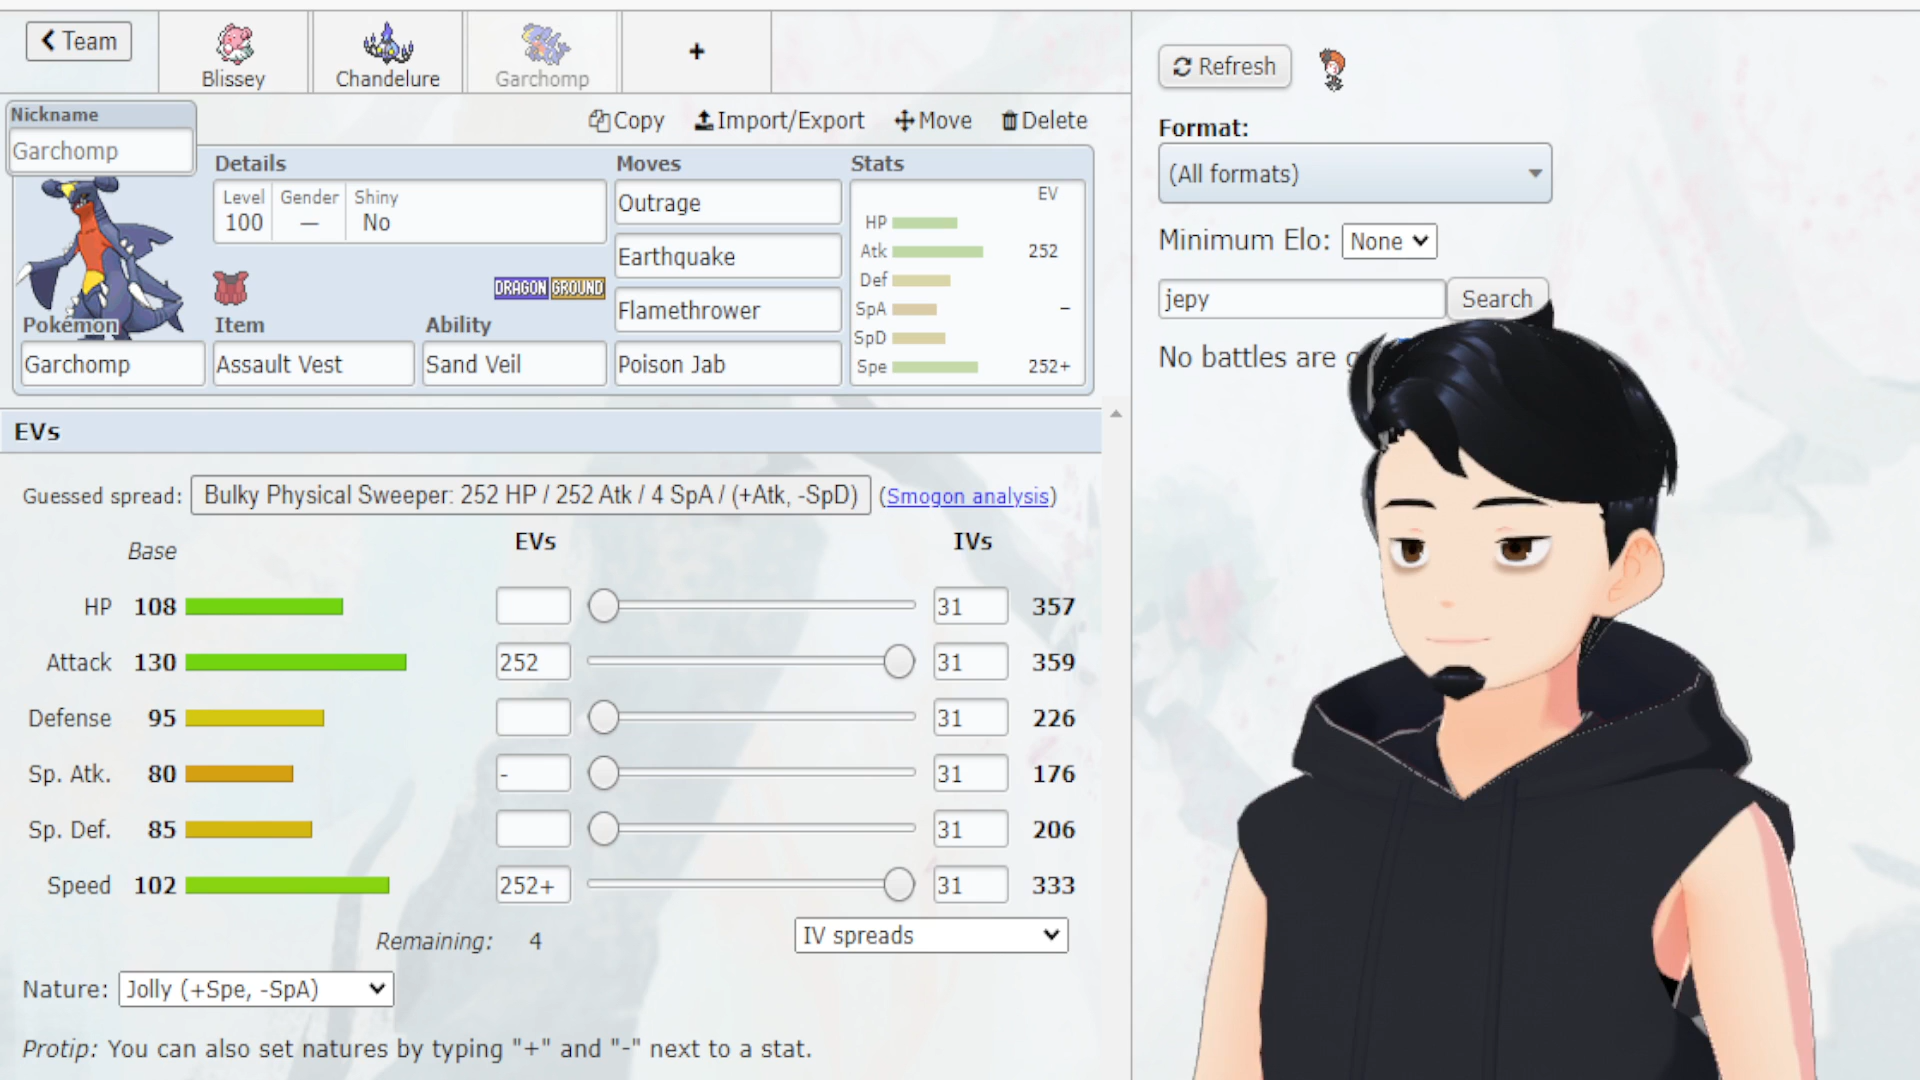 Team
Blissey
Chandelure
Garchomp
+
Nickname
Garchomp
Copy
Import/Export
Move
Delete
Details
Level
100
Gender
—
Shiny
No
DRAGON GROUND
Pokémon
Garchomp
Item
Assault Vest
Ability
Sand Veil
Moves
Outrage
Earthquake
Flamethrower
Poison Jab
Stats
EV
HP
Atk 252
Def
SpA –
SpD
Spe 252+
EVs
Guessed spread: Bulky Physical Sweeper: 252 HP / 252 Atk / 4 SpA / (+Atk, -SpD) (Smogon analysis)
Base EVs IVs
HP 108 31 357
Attack 130 252 31 359
Defense 95 31 226
Sp. Atk. 80 - 31 176
Sp. Def. 85 31 206
Speed 102 252+ 31 333
Remaining: 4
IV spreads
Nature: Jolly (+Spe, -SpA)
Protip: You can also set natures by typing "+" and "-" next to a stat.
Refresh
Format:
(All formats)
Minimum Elo: None
jepy
Search
No battles are